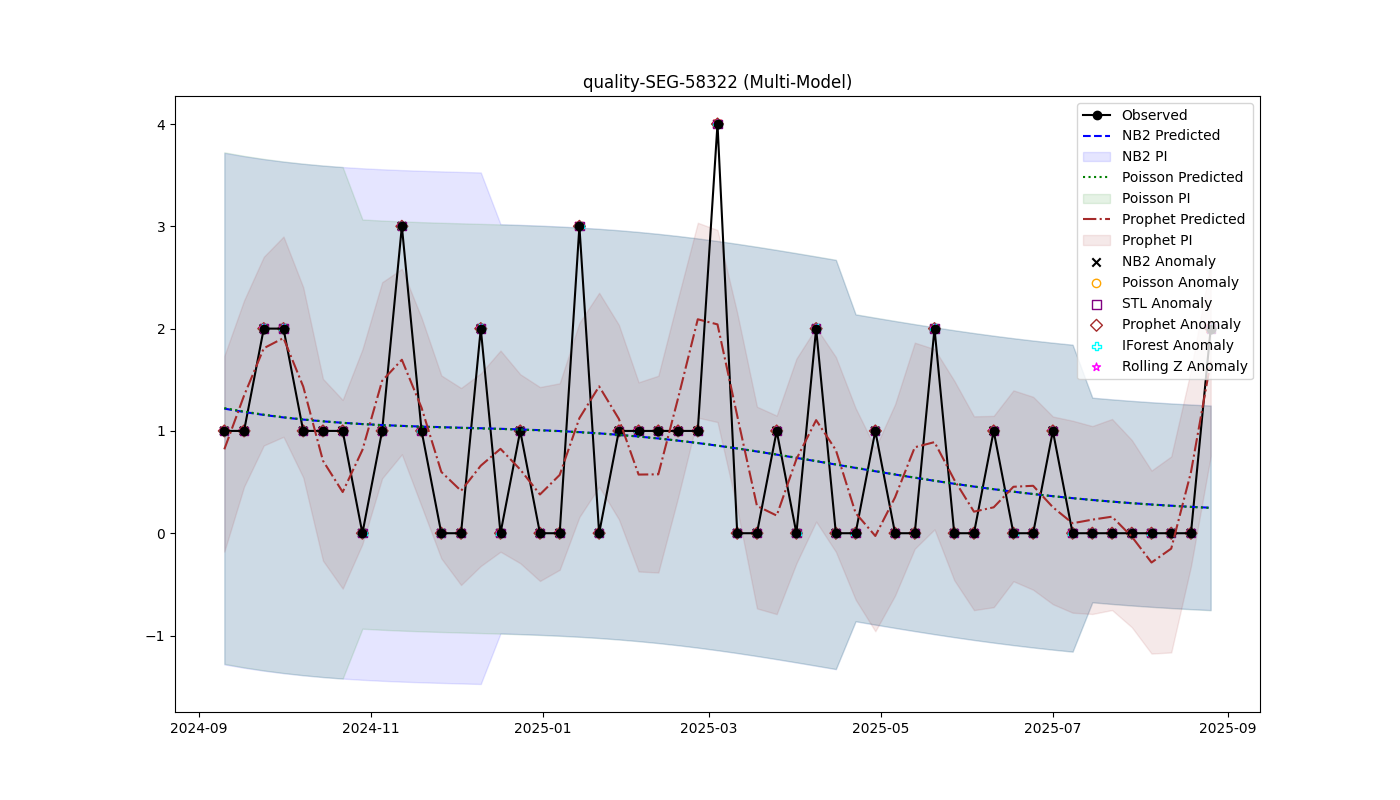 quality-SEG-58322 (Multi-Model)
4
3
2
1
0
−1
2024-09
2024-11
2025-01
2025-03
2025-05
2025-07
2025-09
Observed
NB2 Predicted
NB2 PI
Poisson Predicted
Poisson PI
Prophet Predicted
Prophet PI
NB2 Anomaly
Poisson Anomaly
STL Anomaly
Prophet Anomaly
IForest Anomaly
Rolling Z Anomaly